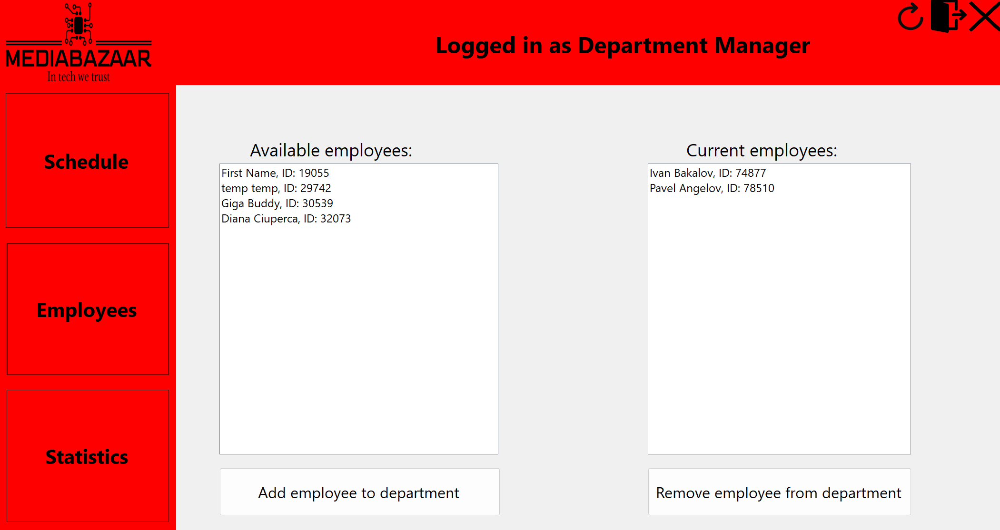 MEDIABAZAAR
In tech we trust
Logged in as Department Manager
Schedule
Employees
Statistics
Available employees:
First Name, ID: 19055
temp temp, ID: 29742
Giga Buddy, ID: 30539
Diana Ciuperca, ID: 32073
Add employee to department
Current employees:
Ivan Bakalov, ID: 74877
Pavel Angelov, ID: 78510
Remove employee from department